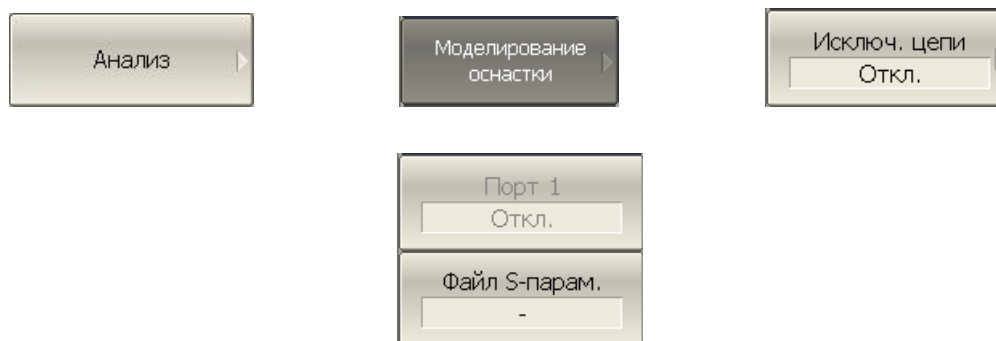 Анализ
Моделирование
оснастки
Исключ. цепи
Откл.
Порт 1
Откл.
Файл S-парам.
-